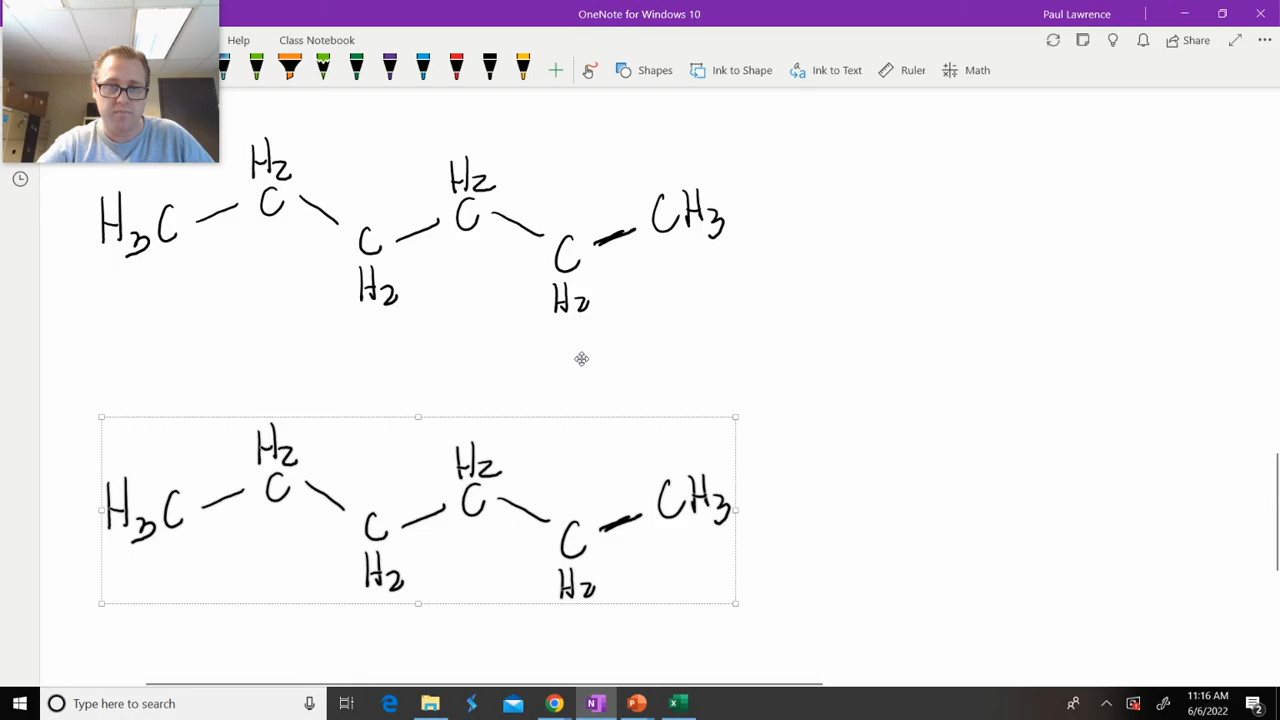 OneNote for Windows 10
Paul Lawrence
Help Class Notebook
Share
Shapes Ink to Shape Ink to Text Ruler Math
H2 H2
H3C C C CH3
C C
H2 H2
H2 H2
H3C C C CH3
C C
H2 H2
Type here to search
11:16 AM
6/6/2022
2